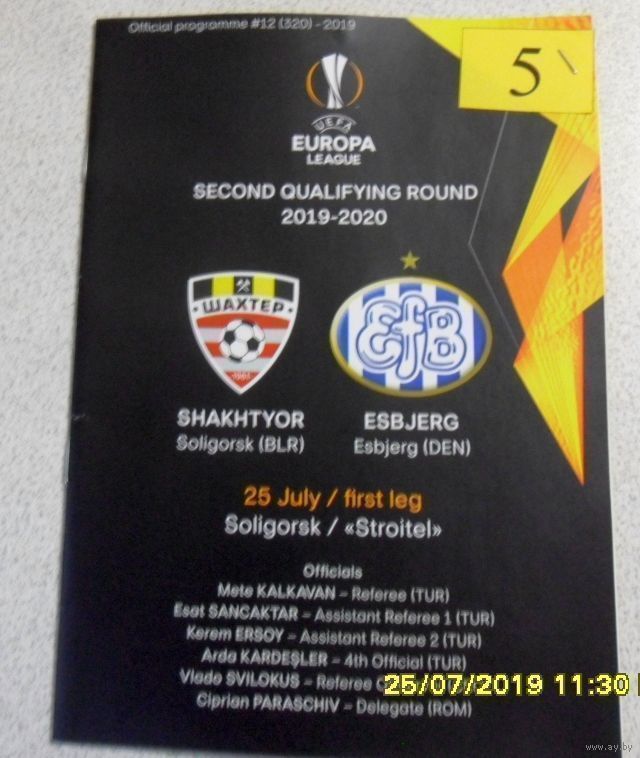 Official programme #12 (320) - 2019
5
UEFA
EUROPA
LEAGUE
SECOND QUALIFYING ROUND
2019-2020
ШАХТЕР
1961
EfB
SHAKHTYOR
Soligorsk (BLR)
ESBJERG
Esbjerg (DEN)
25 July / first leg
Soligorsk / «Stroitel»
Officials
Mete KALKAVAN – Referee (TUR)
Esat SANCAKTAR – Assistant Referee 1 (TUR)
Kerem ERSOY – Assistant Referee 2 (TUR)
Arda KARDEŞLER – 4th Official (TUR)
Vlado SVILOKUS – Referee
25/07/2019 11:30
Ciprian PARASCHIV – Delegate (ROM)
www.ay.by